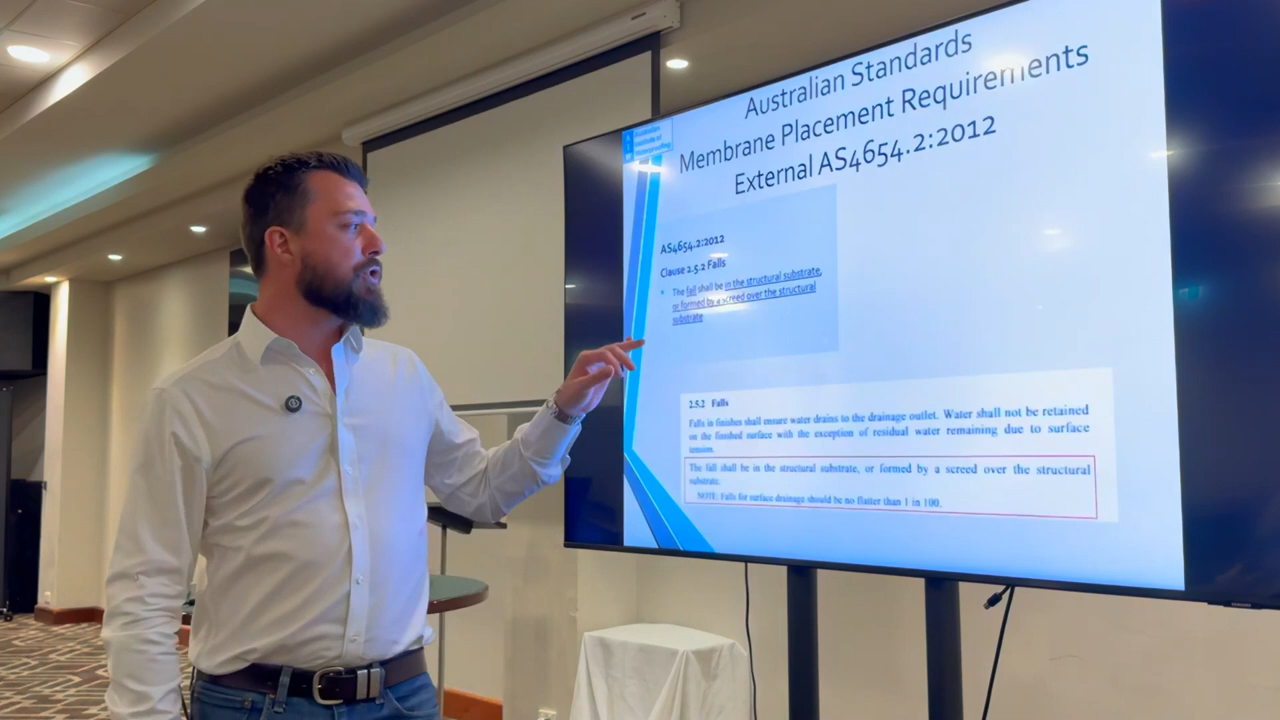 Australian Standards
Membrane Placement Requirements
External AS4654.2:2012
Australian
Institute of
Waterproofing
AS4654.2:2012
Clause 2.5.2 Falls
The fall shall be in the structural substrate,
or formed by a screed over the structural
substrate
2.5.2 Falls
Falls in finishes shall ensure water drains to the drainage outlet. Water shall not be retained
on the finished surface with the exception of residual water remaining due to surface
tension.
The fall shall be in the structural substrate, or formed by a screed over the structural
substrate.
NOTE: Falls for surface drainage should be no flatter than 1 in 100.